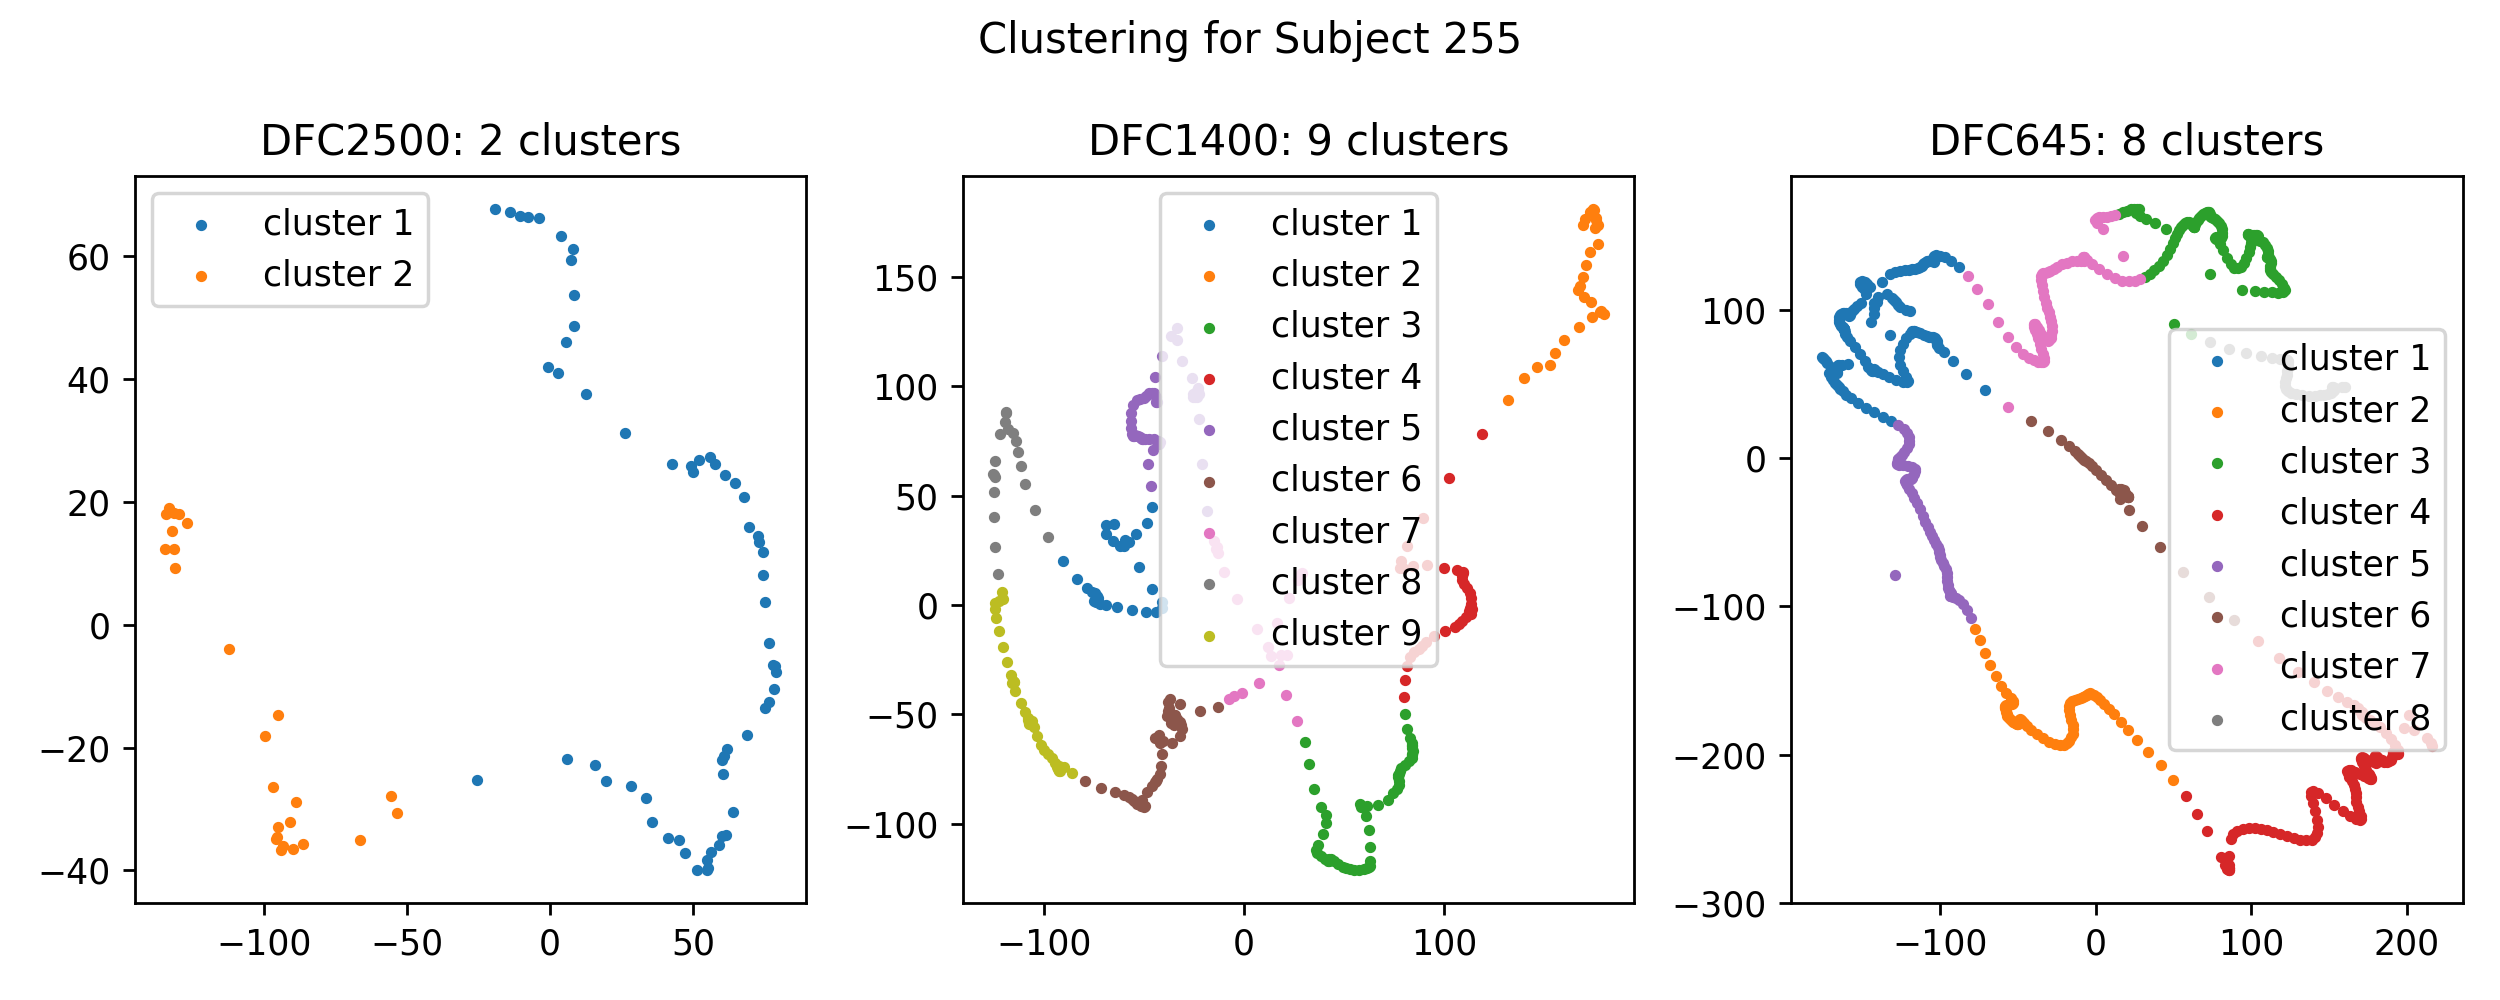 Clustering for Subject 255
DFC2500: 2 clusters
cluster 1
cluster 2
60
40
20
0
−20
−40
−100
−50
0
50
DFC1400: 9 clusters
cluster 1
cluster 2
cluster 3
cluster 4
cluster 5
cluster 6
cluster 7
cluster 8
cluster 9
150
100
50
0
−50
−100
−100
0
100
DFC645: 8 clusters
cluster 1
cluster 2
cluster 3
cluster 4
cluster 5
cluster 6
cluster 7
cluster 8
100
0
−100
−200
−300
−100
0
100
200